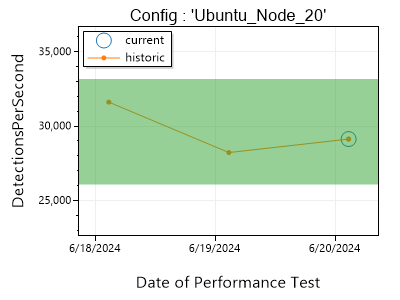 Config : 'Ubuntu_Node_20'
current
historic
35,000
30,000
25,000
DetectionsPerSecond
6/18/2024
6/19/2024
6/20/2024
Date of Performance Test